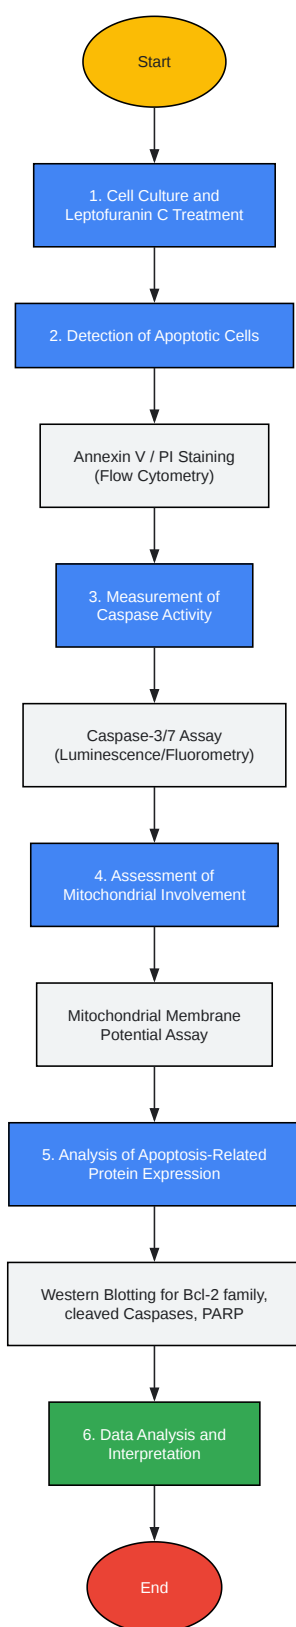 Start
1. Cell Culture and
Leptofuranin C Treatment
2. Detection of Apoptotic Cells
Annexin V / PI Staining
(Flow Cytometry)
3. Measurement of
Caspase Activity
Caspase-3/7 Assay
(Luminescence/Fluorometry)
4. Assessment of
Mitochondrial Involvement
Mitochondrial Membrane
Potential Assay
5. Analysis of Apoptosis-Related
Protein Expression
Western Blotting for Bcl-2 family,
cleaved Caspases, PARP
6. Data Analysis and
Interpretation
End